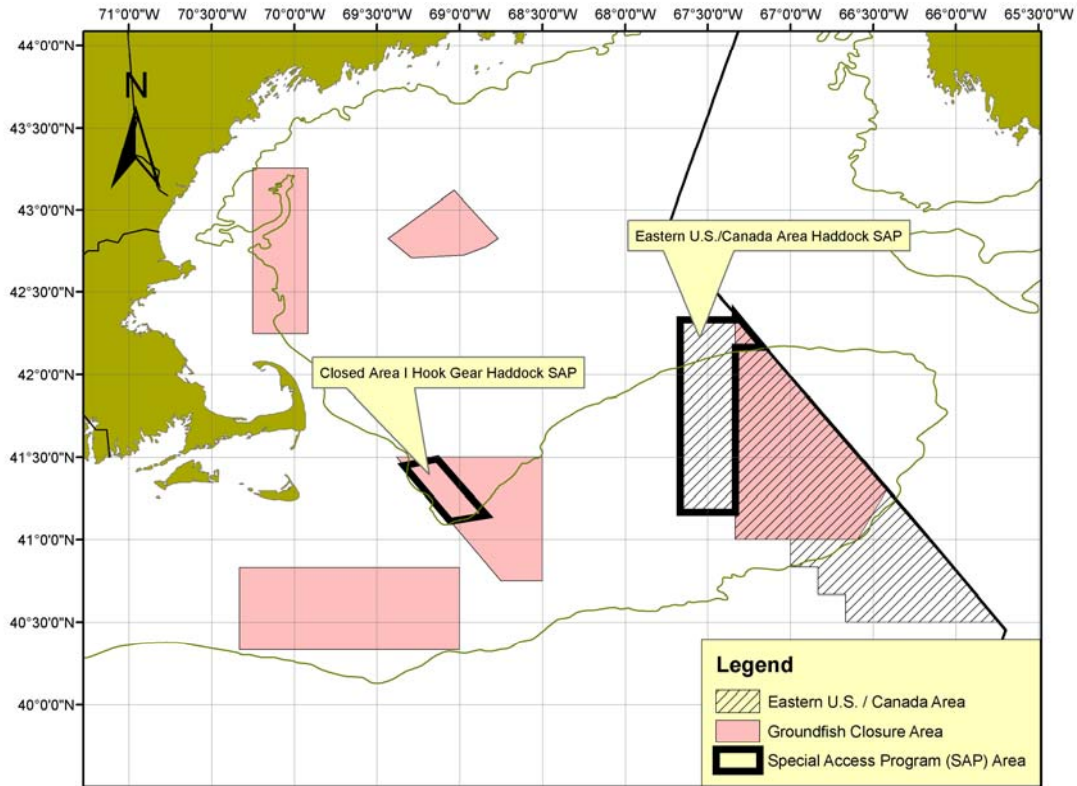 71°0'0"W 70°30'0"W 70°0'0"W 69°30'0"W 69°0'0"W 68°30'0"W 68°0'0"W 67°30'0"W 67°0'0"W 66°30'0"W 66°0'0"W 65°30'0"W
44°0'0"N
N
43°30'0"N
43°0'0"N
Eastern U.S./Canada Area Haddock SAP
42°30'0"N
42°0'0"N
Closed Area I Hook Gear Haddock SAP
41°30'0"N
41°0'0"N
40°30'0"N
40°0'0"N
Legend
Eastern U.S. / Canada Area
Groundfish Closure Area
Special Access Program (SAP) Area